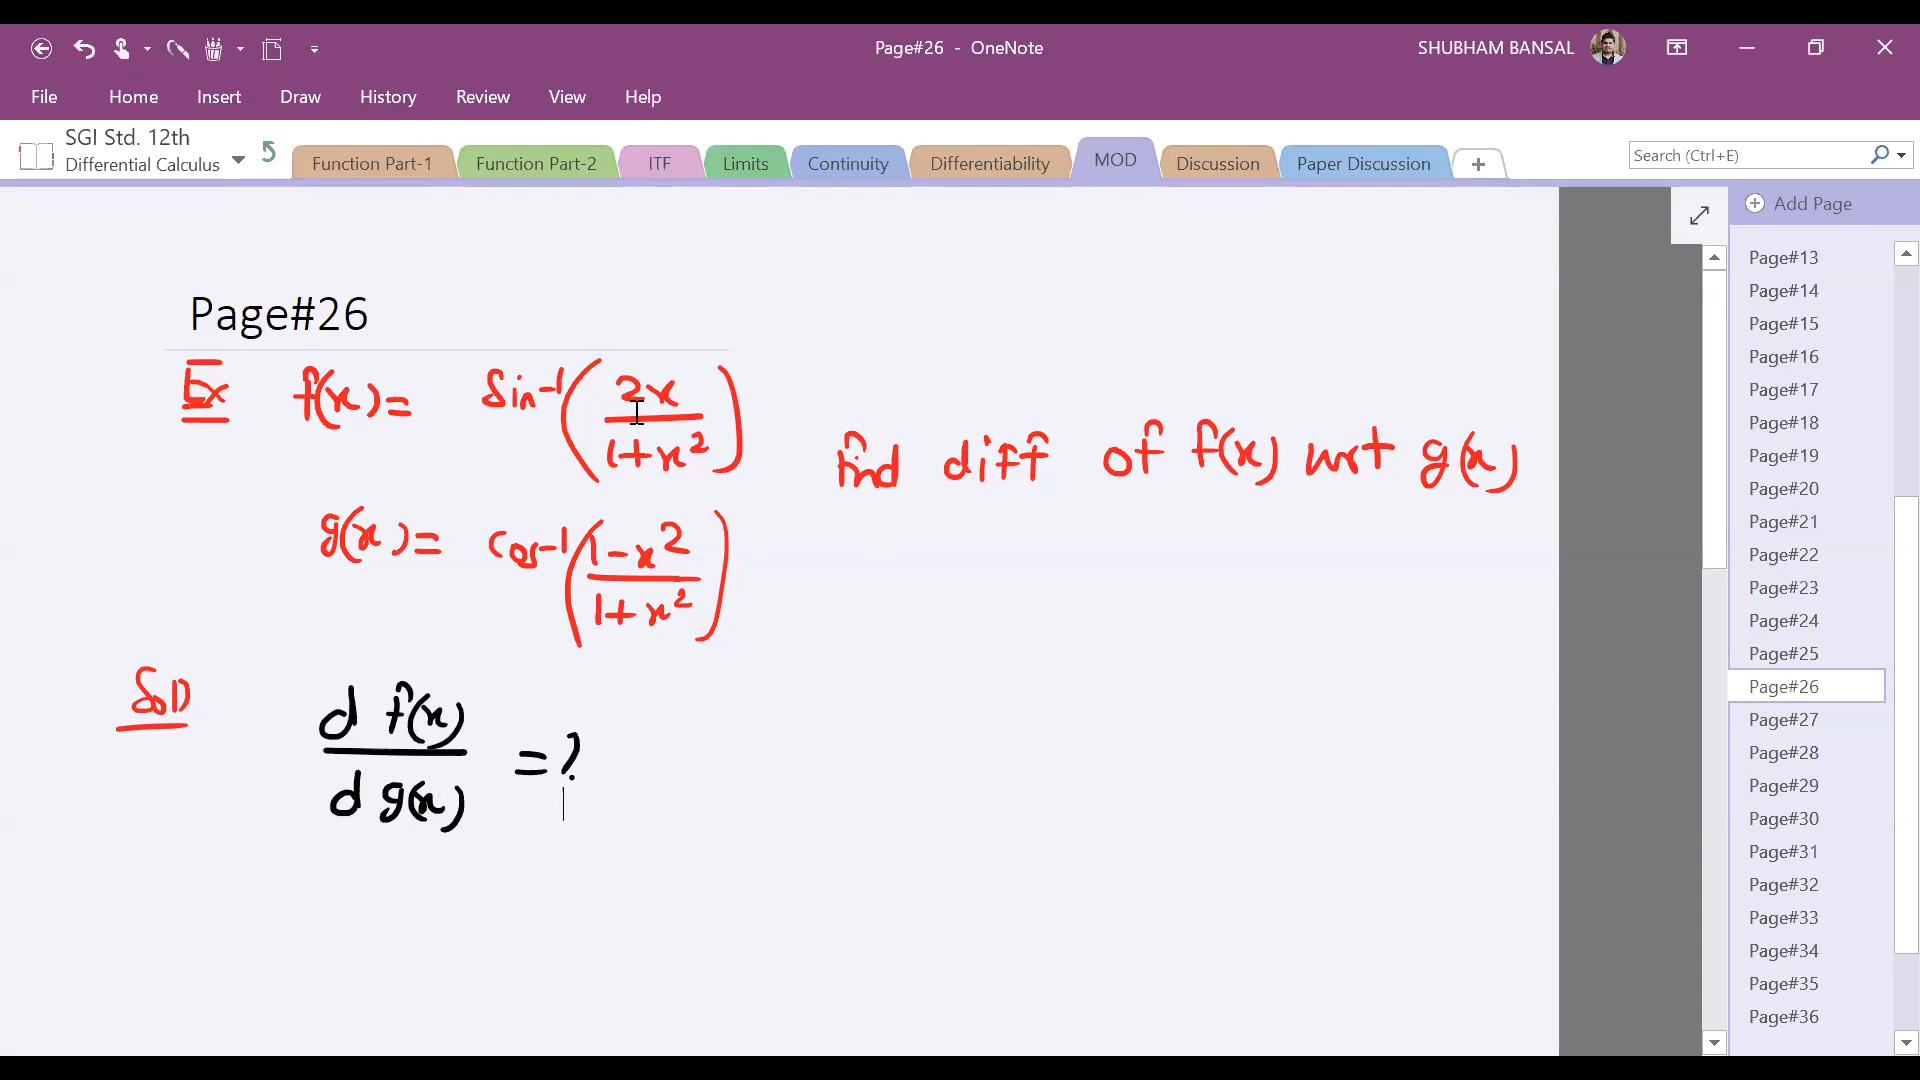 Page#26 - OneNote
SHUBHAM BANSAL
File Home Insert Draw History Review View Help
SGI Std. 12th
Differential Calculus
Function Part-1 Function Part-2 ITF Limits Continuity Differentiability MOD Discussion Paper Discussion +
Search (Ctrl+E)
Add Page
Page#26
Ex f(x) = Sin⁻¹(2x/(1+x²))
find diff of f(x) wrt g(x)
g(x) = Cos⁻¹((1-x²)/(1+x²))
Sol
d f(x)
d g(x)
= ?
Page#13
Page#14
Page#15
Page#16
Page#17
Page#18
Page#19
Page#20
Page#21
Page#22
Page#23
Page#24
Page#25
Page#26
Page#27
Page#28
Page#29
Page#30
Page#31
Page#32
Page#33
Page#34
Page#35
Page#36